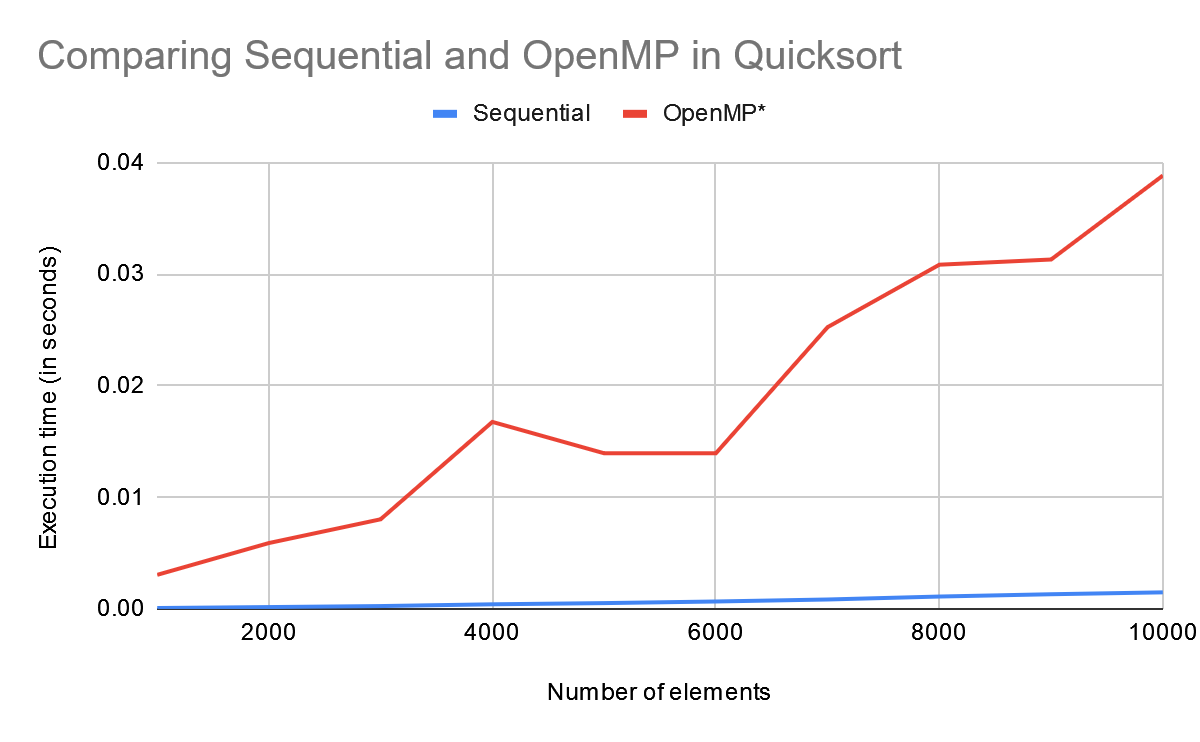 Comparing Sequential and OpenMP in Quicksort
Sequential OpenMP*
0.04
0.03
0.02
0.01
0.00
Execution time (in seconds)
2000 4000 6000 8000 10000
Number of elements